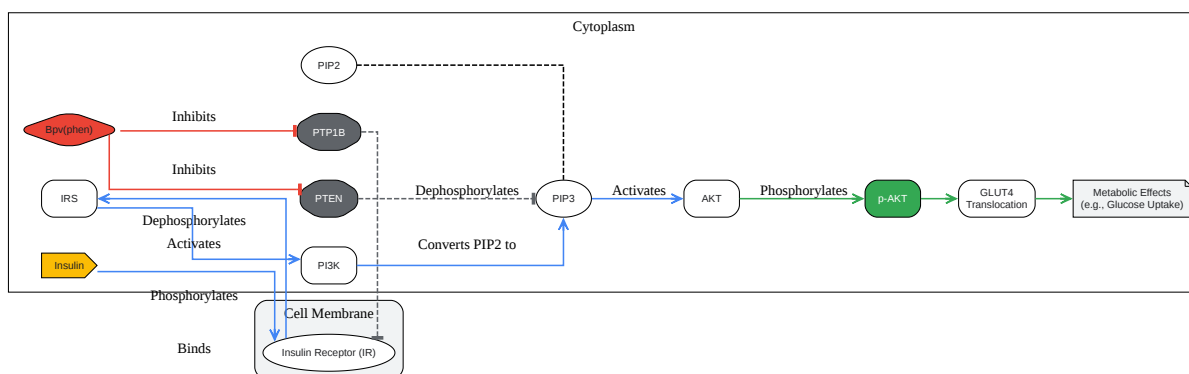 Cytoplasm
PIP2
Inhibits
Bpv(phen)
PTP1B
Inhibits
IRS
PTEN
Dephosphorylates
PIP3
Activates
AKT
Phosphorylates
p-AKT
GLUT4
Translocation
Metabolic Effects
(e.g., Glucose Uptake)
Dephosphorylates
Activates
Converts PIP2 to
Insulin
PI3K
Phosphorylates
Cell Membrane
Binds
Insulin Receptor (IR)